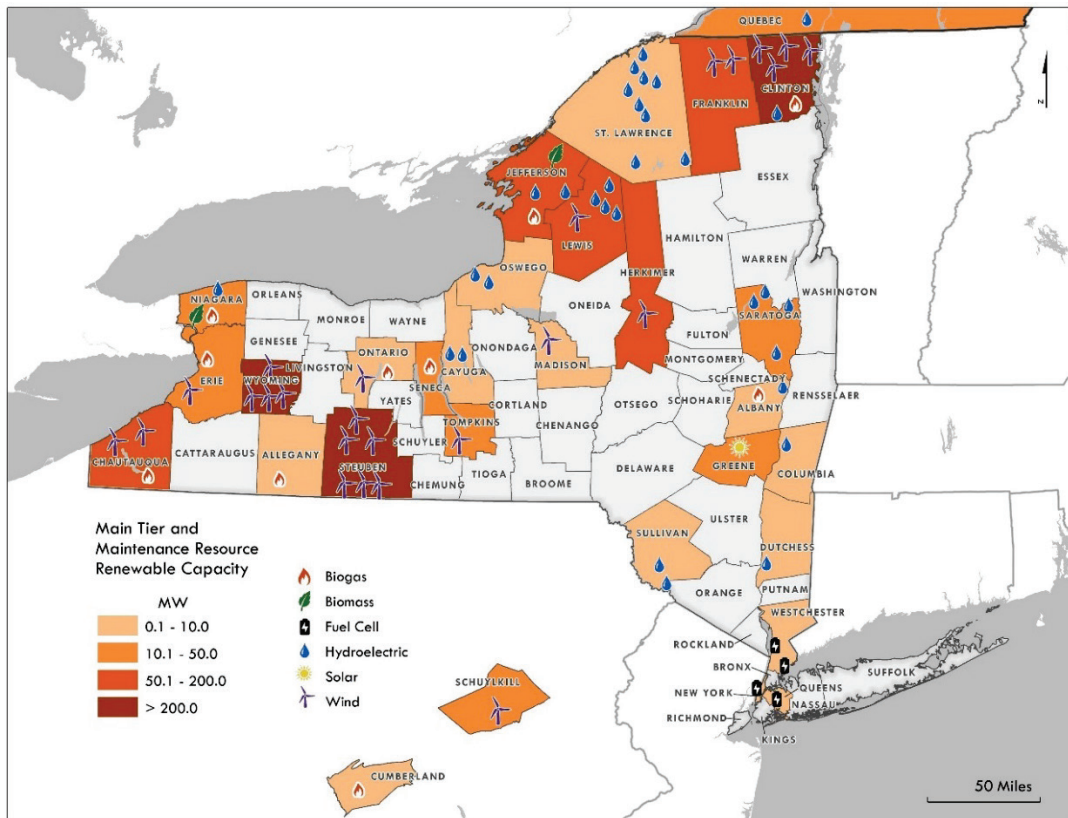 QUEBEC
CLINTON
FRANKLIN
ST. LAWRENCE
ESSEX
JEFFERSON
LEWIS
HAMILTON
HERKIMER
WARREN
OSWEGO
WASHINGTON
ONEIDA
NIAGARA
ORLEANS
SARATOGA
MONROE
WAYNE
FULTON
GENESEE
ONTARIO
ONONDAGA
MADISON
CAYUGA
MONTGOMERY
LIVINGSTON
SENECA
SCHENECTADY
ERIE
WYOMING
YATES
CORTLAND
OTSEGO
SCHOHARIE
ALBANY
RENSSELAER
TOMPKINS
CHENANGO
SCHUYLER
CHAUTAUQUA
CATTARAUGUS
ALLEGANY
STEUBEN
GREENE
DELAWARE
COLUMBIA
CHEMUNG
TIOGA
BROOME
ULSTER
SULLIVAN
DUTCHESS
ORANGE
PUTNAM
WESTCHESTER
ROCKLAND
BRONX
SUFFOLK
NEW YORK
QUEENS
NASSAU
RICHMOND
KINGS
SCHUYLKILL
CUMBERLAND
N
Main Tier and
Maintenance Resource
Renewable Capacity
MW
0.1 - 10.0
10.1 - 50.0
50.1 - 200.0
> 200.0
Biogas
Biomass
Fuel Cell
Hydroelectric
Solar
Wind
50 Miles